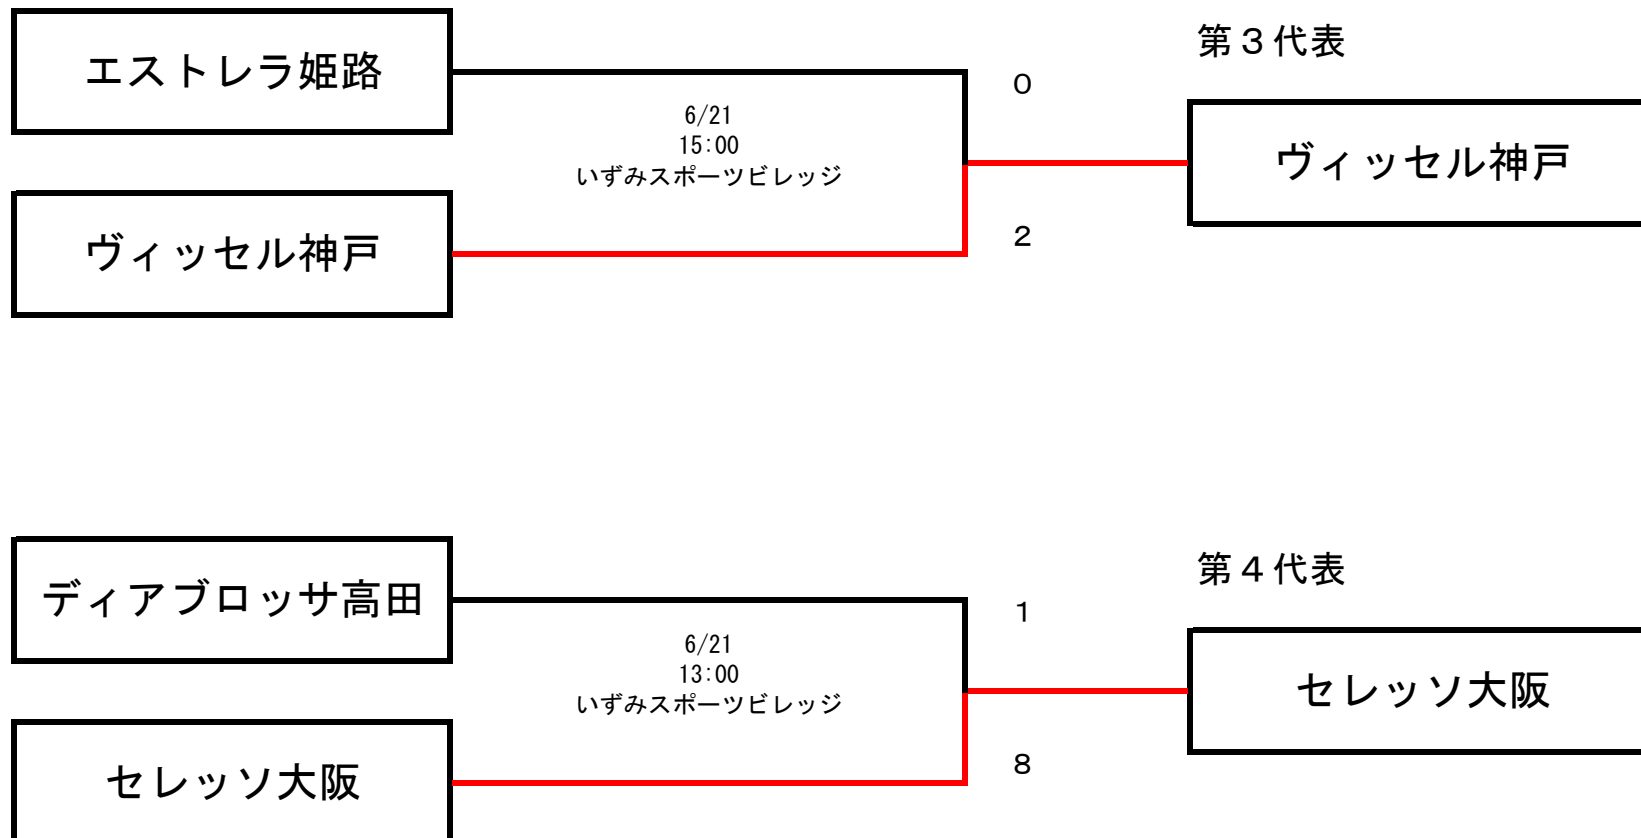 エストレラ姫路
6/21
15:00
いずみスポーツビレッジ
ヴィッセル神戸
0
2
第３代表
ヴィッセル神戸
ディアブロッサ高田
6/21
13:00
いずみスポーツビレッジ
セレッソ大阪
1
8
第４代表
セレッソ大阪